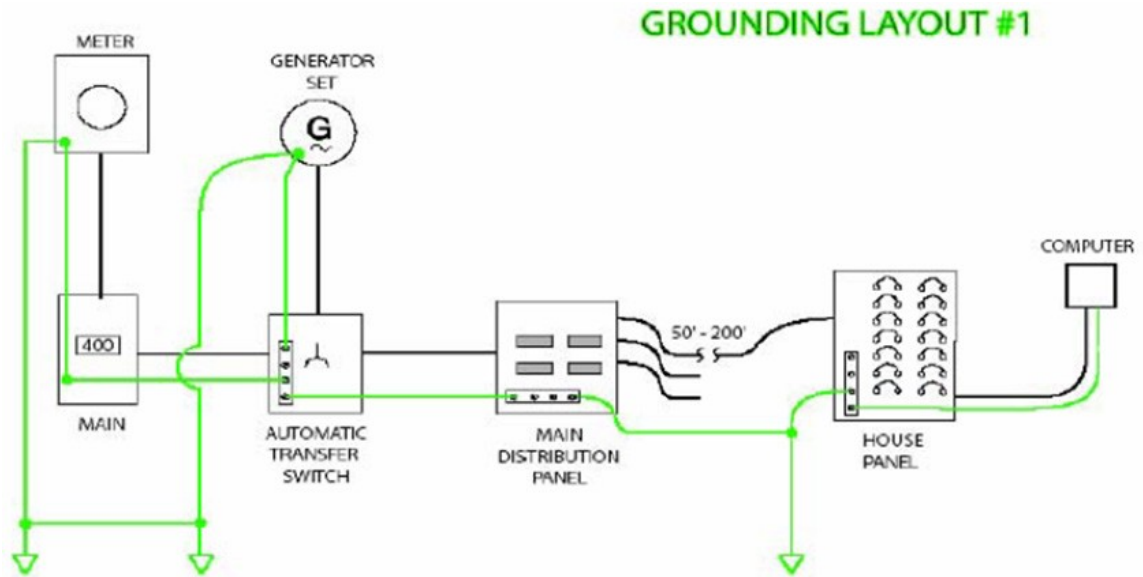 GROUNDING LAYOUT #1
METER
GENERATOR
SET
G
COMPUTER
400
50' - 200'
MAIN
AUTOMATIC
TRANSFER
SWITCH
MAIN
DISTRIBUTION
PANEL
HOUSE
PANEL